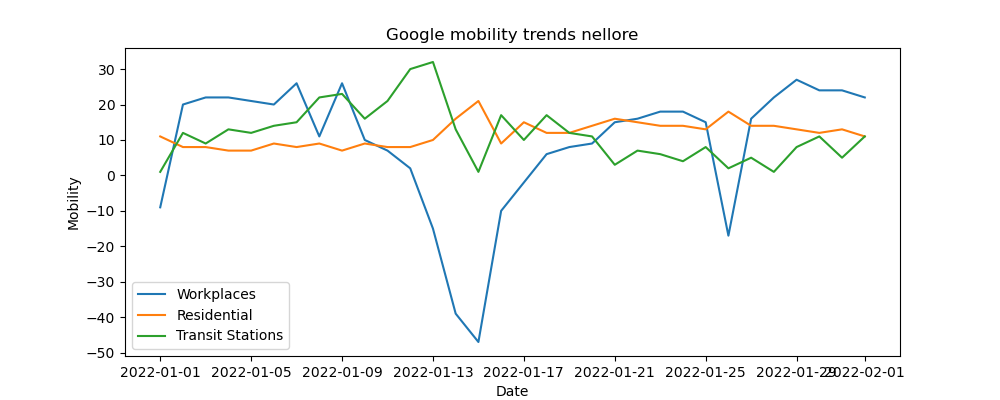 Google mobility trends nellore
Mobility
30
20
10
0
−10
−20
−30
−40
−50
Workplaces
Residential
Transit Stations
2022-01-01 2022-01-05 2022-01-09 2022-01-13 2022-01-17 2022-01-21 2022-01-25 2022-01-29 2022-02-01
Date